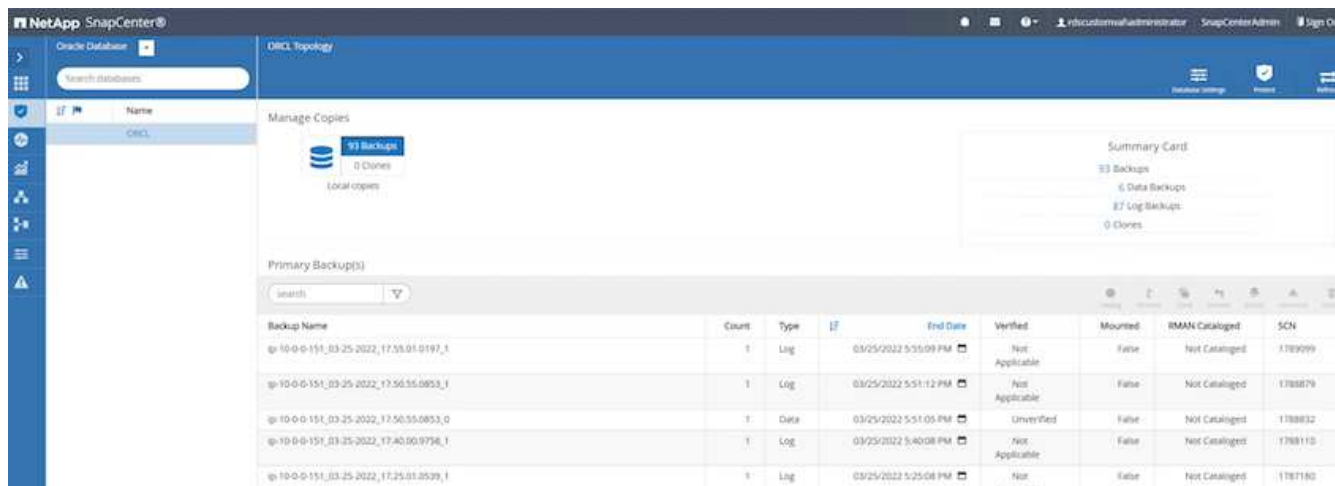 NetApp SnapCenter®
rdscustomvalhadministrator SnapCenterAdmin Sign O
Oracle Database
ORCL Topology
Search databases
Database Settings Protect
Name
ORCL
Manage Copies
93 Backups
0 Clones
Local copies
Summary Card
93 Backups
6 Data Backups
87 Log Backups
0 Clones
Primary Backup(s)
search
Backup Name Count Type End Date Verified Mounted RMAN Cataloged SCN
ip-10-0-0-151_03-25-2022_17.55.01.0197_1 1 Log 03/25/2022 5:55:09 PM Not Applicable False Not Cataloged 1789099
ip-10-0-0-151_03-25-2022_17.50.55.0853_1 1 Log 03/25/2022 5:51:12 PM Not Applicable False Not Cataloged 1788879
ip-10-0-0-151_03-25-2022_17.50.55.0853_0 1 Data 03/25/2022 5:51:05 PM Unverified False Not Cataloged 1788832
ip-10-0-0-151_03-25-2022_17.40.00.9758_1 1 Log 03/25/2022 5:40:08 PM Not Applicable False Not Cataloged 1788110
ip-10-0-0-151_03-25-2022_17.25.01.0539_1 1 Log 03/25/2022 5:25:08 PM Not False Not Cataloged 1787180